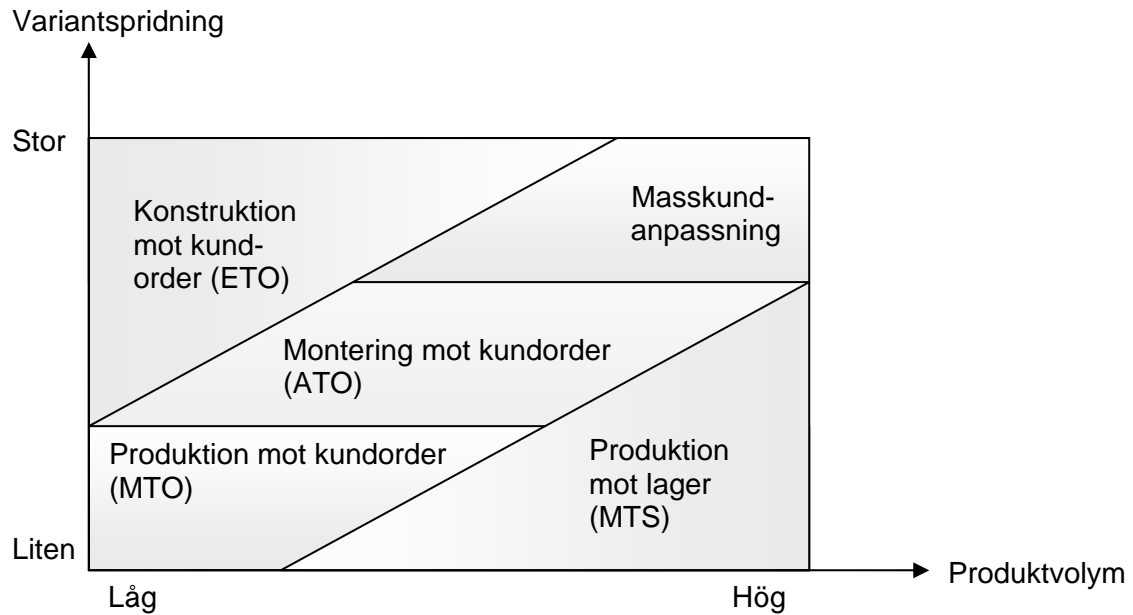 Variantspridning
Stor
Konstruktion
mot kund-
order (ETO)
Masskund-
anpassning
Montering mot kundorder
(ATO)
Produktion mot kundorder
(MTO)
Produktion
mot lager
(MTS)
Liten
Låg
Hög
Produktvolym